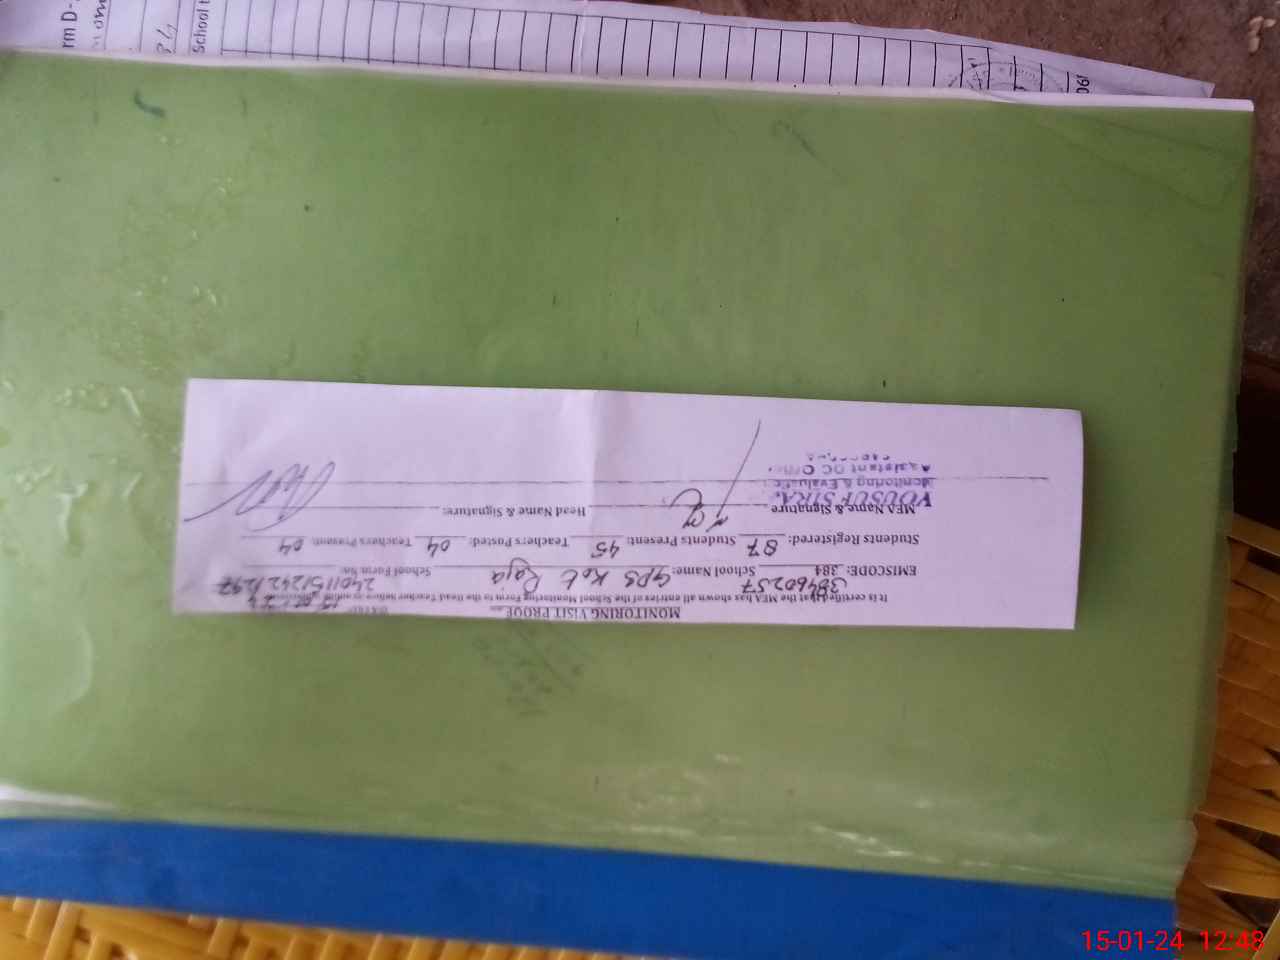 MONITORING VISIT PROOF
It is certified that the MEA has shown all entries of the School Monitoring Form to the Head Teacher before
EMISCODE: 384 38460257 School Name: GPS Kot Raja School Form No: 
Students Registered: 87 Students Present: 45 Teachers Posted: 04 Teachers Present: 04
MEA Name & Signature Head Name & Signature:
YOUSUF SIRAJ
Monitoring & Evaluation
Assistant OC Office
School
15-01-24 12:48